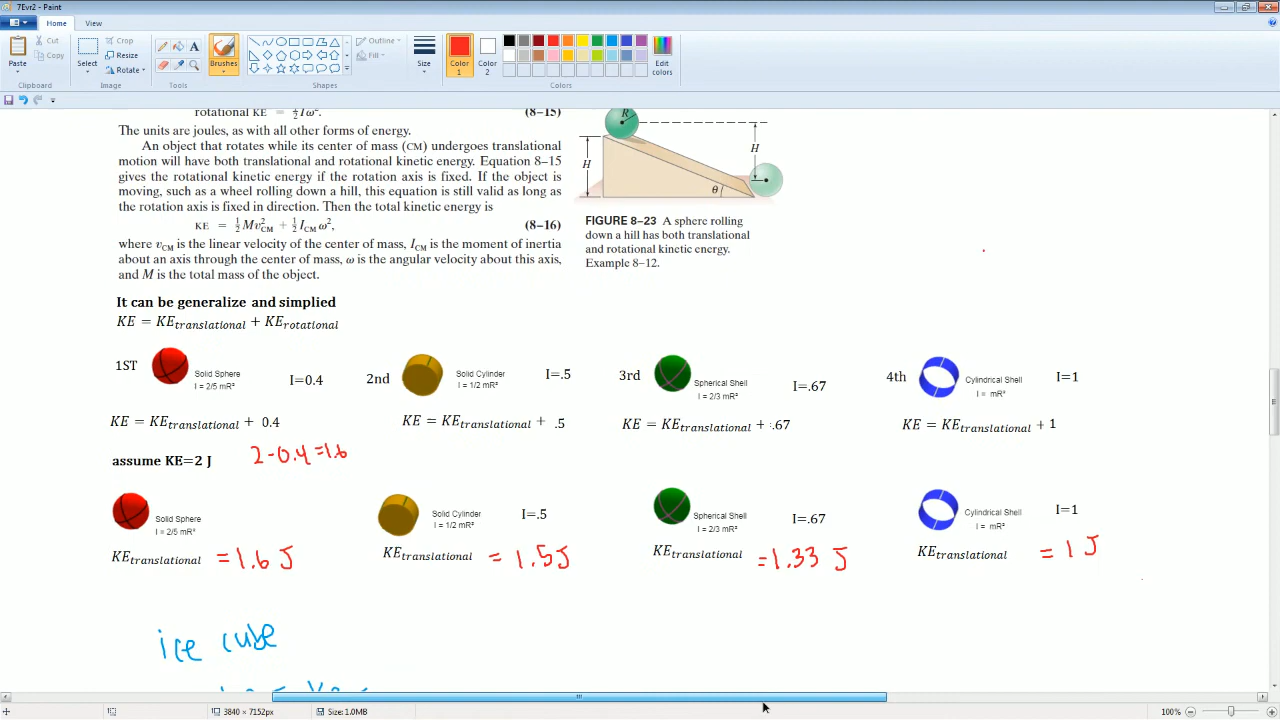 7Evr2 - Paint
Home View
Paste
Cut
Copy
Clipboard
Select
Crop
Resize
Rotate
Image
Tools
Brushes
Outline
Fill
Shapes
Size
Color 1
Color 2
Edit colors
Colors
rotational KE = ½ Iω². (8–15)
The units are joules, as with all other forms of energy.
An object that rotates while its center of mass (CM) undergoes translational
motion will have both translational and rotational kinetic energy. Equation 8–15
gives the rotational kinetic energy if the rotation axis is fixed. If the object is
moving, such as a wheel rolling down a hill, this equation is still valid as long as
the rotation axis is fixed in direction. Then the total kinetic energy is
KE = ½ Mv²CM + ½ ICM ω², (8–16)
where vCM is the linear velocity of the center of mass, ICM is the moment of inertia
about an axis through the center of mass, ω is the angular velocity about this axis,
and M is the total mass of the object.
R
H
H
θ
FIGURE 8–23 A sphere rolling
down a hill has both translational
and rotational kinetic energy.
Example 8–12.
It can be generalize and simplied
KE = KEtranslational + KErotational
1ST
Solid Sphere
I = 2/5 mR²
I=0.4
2nd
Solid Cylinder
I = 1/2 mR²
I=.5
3rd
Spherical Shell
I = 2/3 mR²
I=.67
4th
Cylindrical Shell
I = mR²
I=1
KE = KEtranslational + 0.4
KE = KEtranslational + .5
KE = KEtranslational + .67
KE = KEtranslational + 1
assume KE=2 J
2-0.4=1.6
Solid Sphere
I = 2/5 mR²
Solid Cylinder
I = 1/2 mR²
I=.5
Spherical Shell
I = 2/3 mR²
I=.67
Cylindrical Shell
I = mR²
I=1
KEtranslational = 1.6 J
KEtranslational = 1.5 J
KEtranslational = 1.33 J
KEtranslational = 1 J
ice cube
3840 × 7152px
Size: 1.0MB
100%